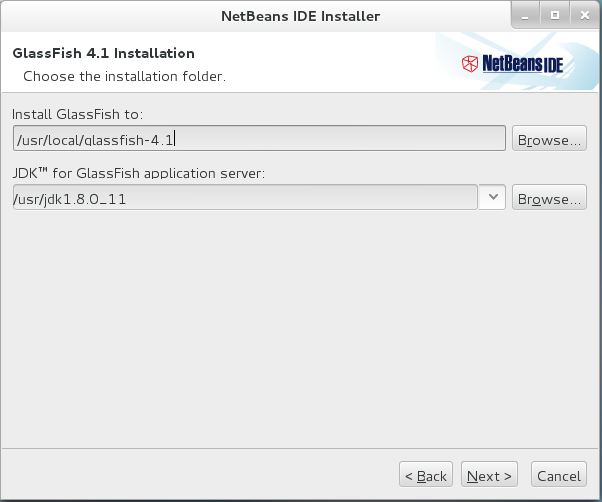 NetBeans IDE Installer
GlassFish 4.1 Installation
Choose the installation folder.
NetBeans IDE
Install GlassFish to:
/usr/local/glassfish-4.1
Browse...
JDK™ for GlassFish application server:
/usr/jdk1.8.0_11
Browse...
< Back
Next >
Cancel